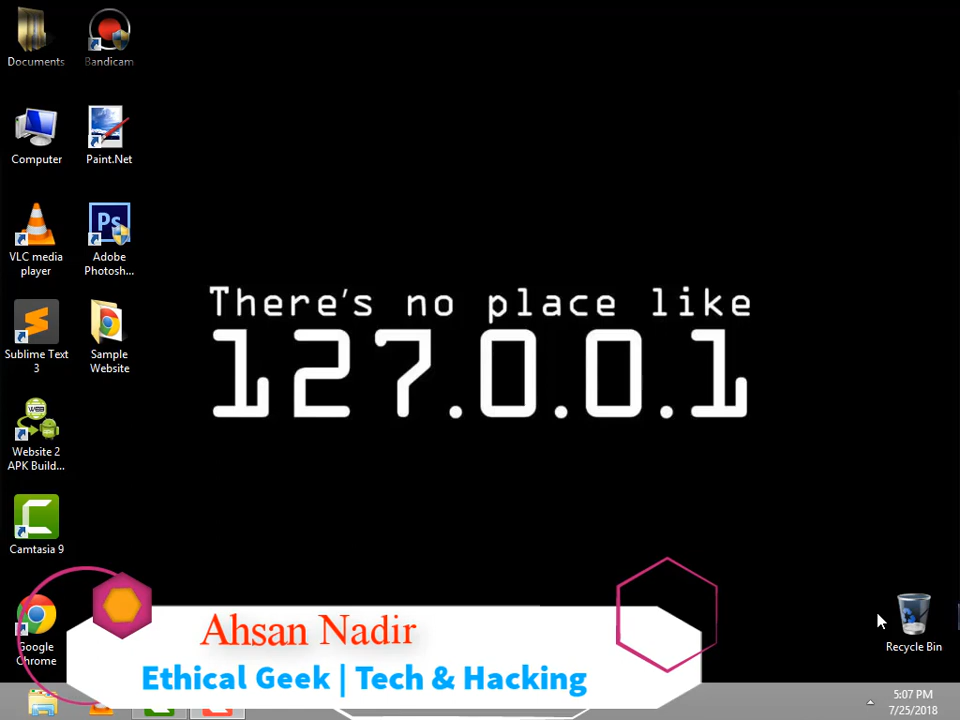 Documents
Bandicam
Computer
Paint.Net
VLC media
player
Adobe
Photosh...
Ps
Sublime Text
3
Sample
Website
WEB
Website 2
APK Build...
Camtasia 9
Google
Chrome
There's no place like
127.0.0.1
Recycle Bin
Ahsan Nadir
Ethical Geek | Tech & Hacking
5:07 PM
7/25/2018